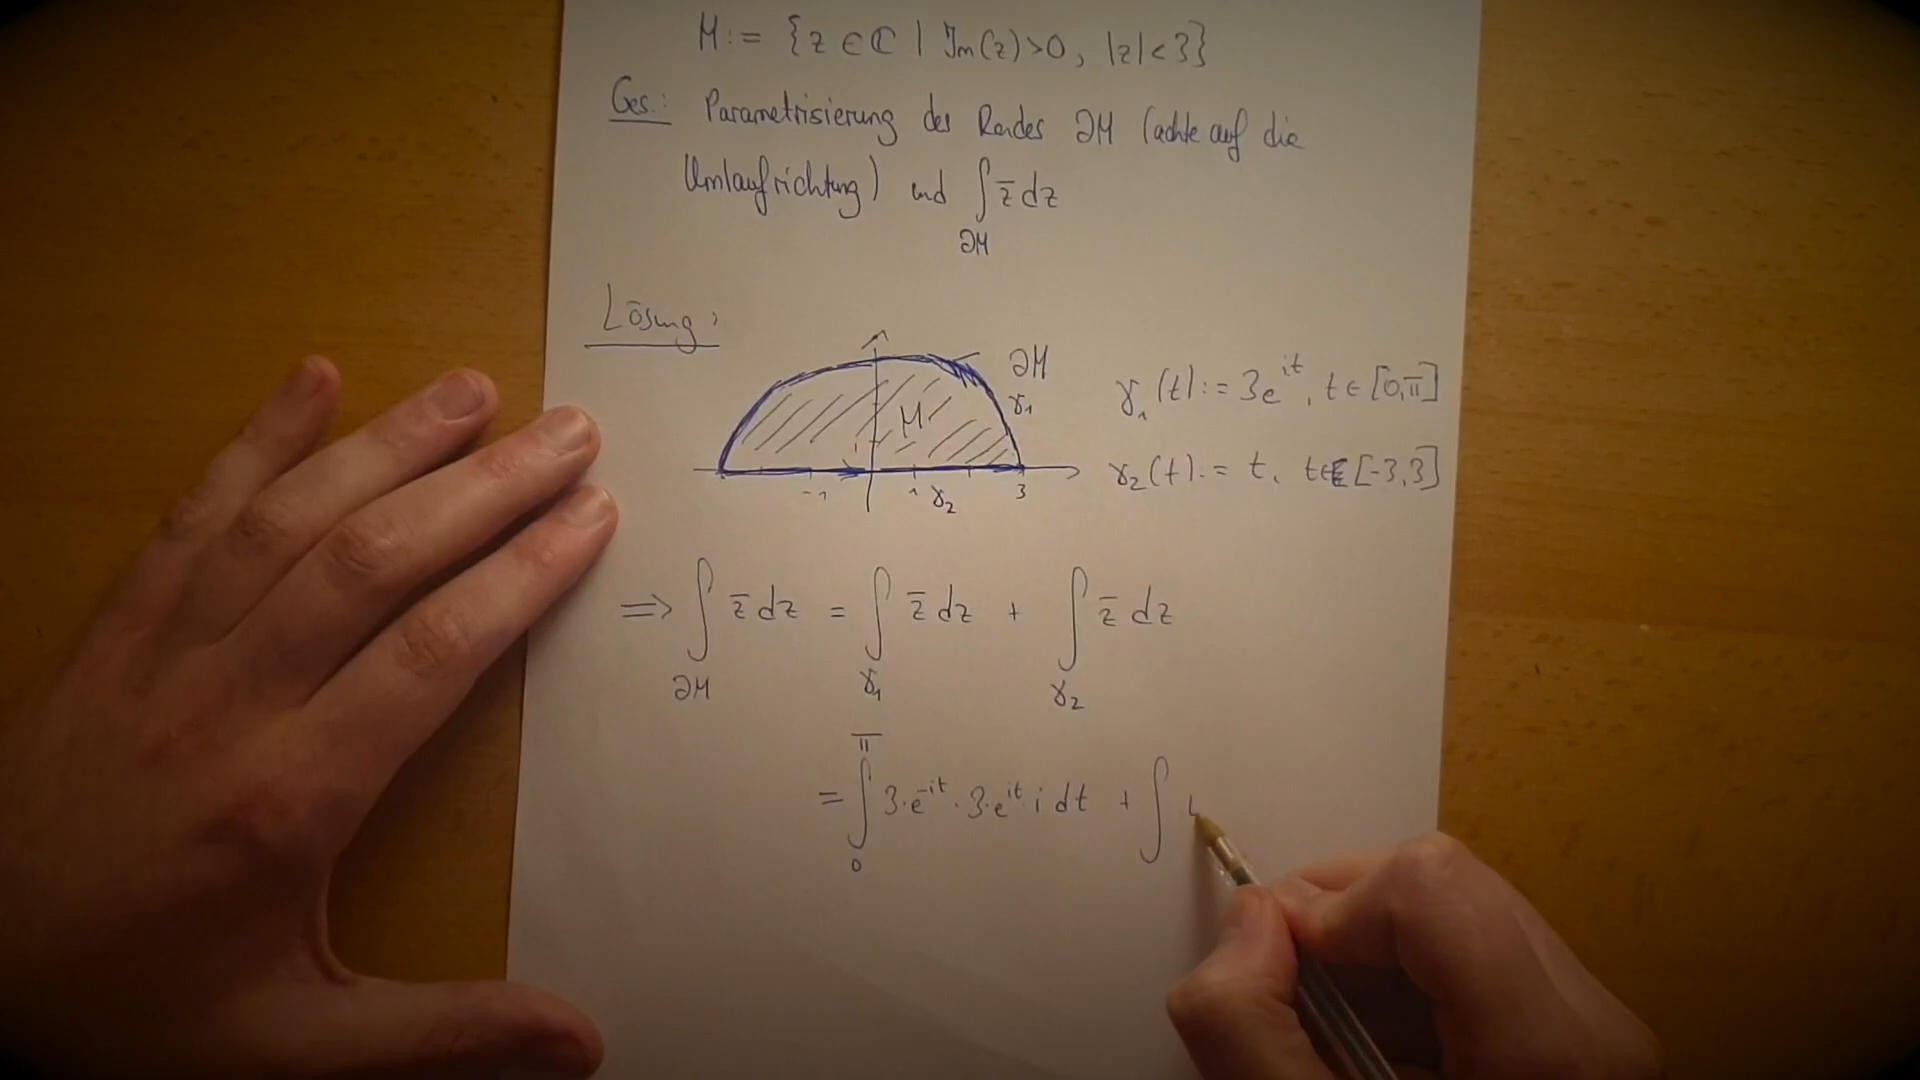 M := {z ∈ ℂ | Im(z)>0, |z|<3}
Ges.: Parametrisierung des Randes ∂M (achte auf die
Umlaufrichtung) und ∫_{∂M} z̄ dz
Lösung:
∂M
γ₁
M
-1 1 γ₂ 3
γ₁(t) := 3e^{it}, t ∈ [0,π]
γ₂(t) := t, t ∈ [-3,3]
⟹ ∫_{∂M} z̄ dz = ∫_{γ₁} z̄ dz + ∫_{γ₂} z̄ dz
= ∫_0^π 3·e^{-it} · 3·e^{it} · i dt + ∫